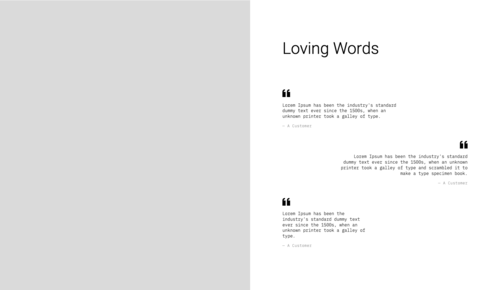 Loving Words
❝
Lorem Ipsum has been the industry's standard
dummy text ever since the 1500s, when an
unknown printer took a galley of type.
- A Customer
❝
Lorem Ipsum has been the industry's standard
dummy text ever since the 1500s, when an unknown
printer took a galley of type and scrambled it to
make a type specimen book.
- A Customer
❝
Lorem Ipsum has been the
industry's standard dummy text
ever since the 1500s, when an
unknown printer took a galley of
type.
- A Customer